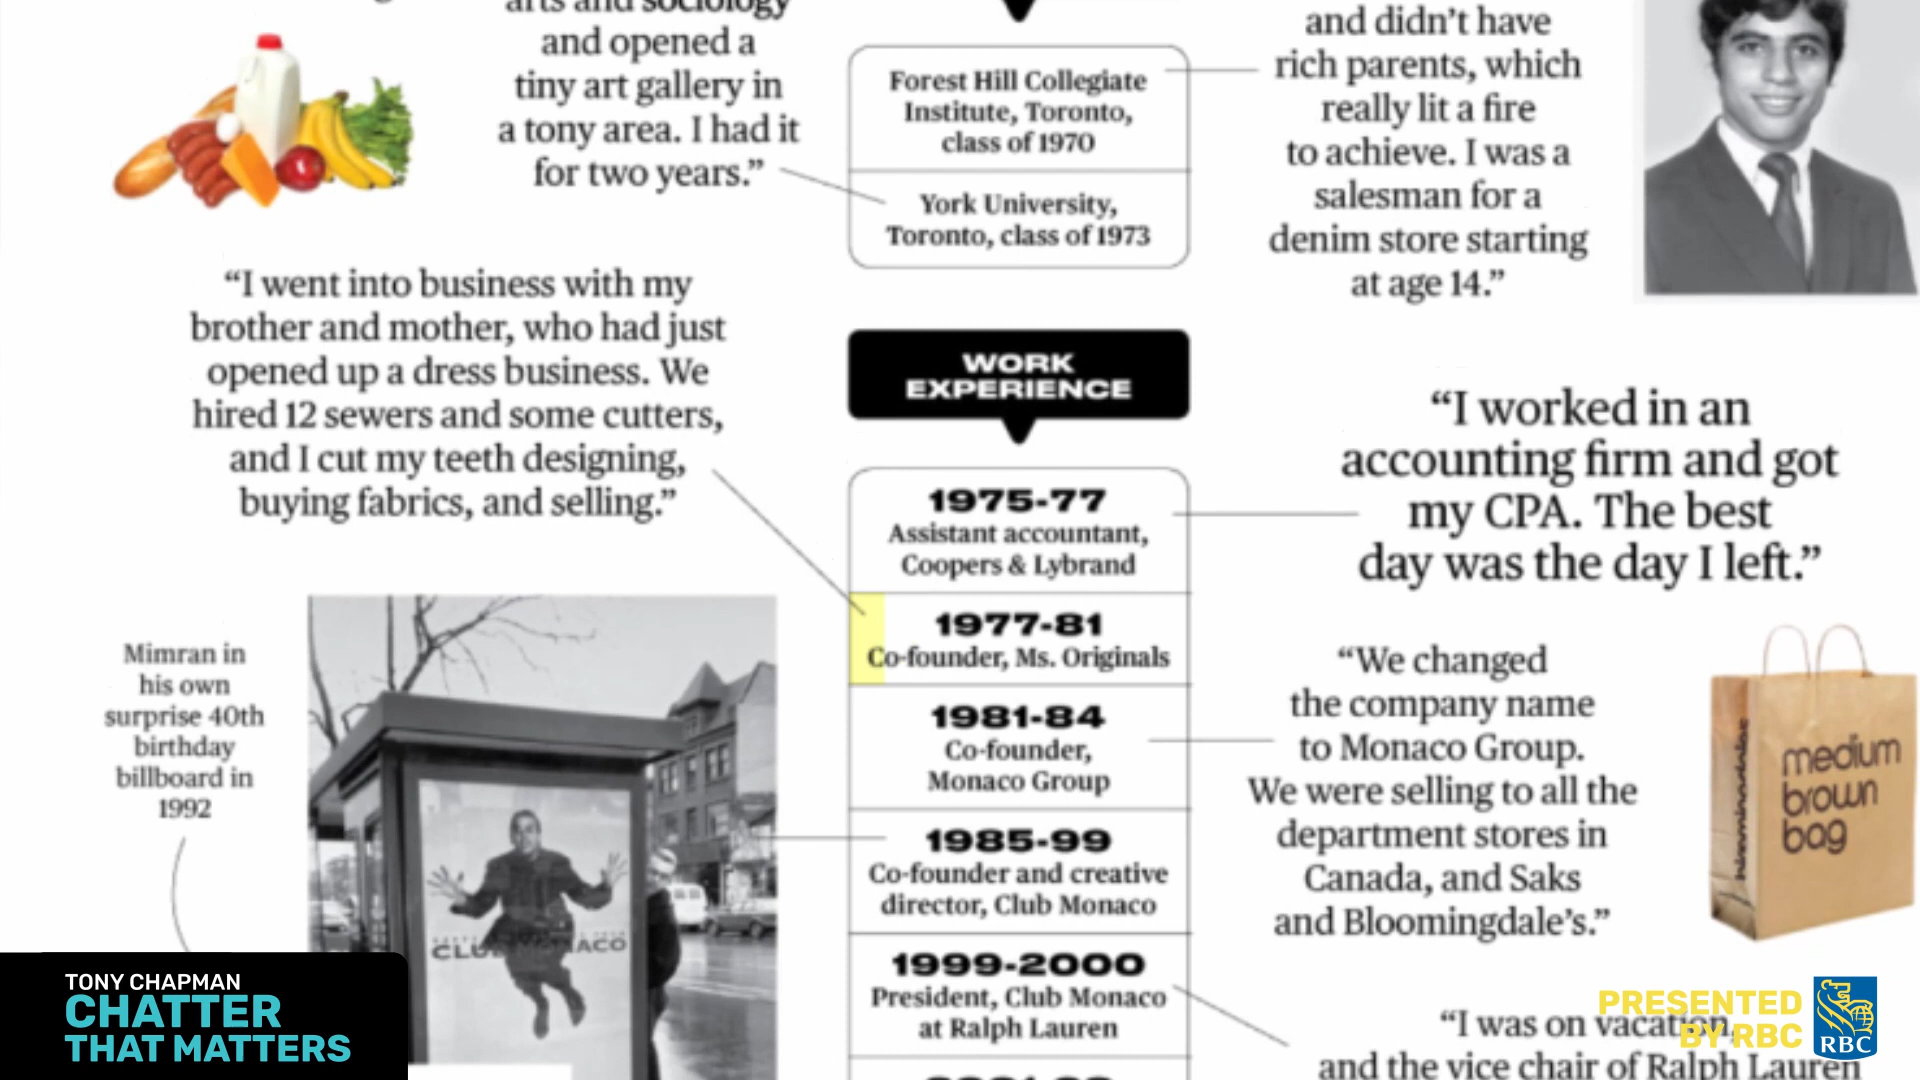 arts and sociology
and opened a
tiny art gallery in
a tony area. I had it
for two years.”
Forest Hill Collegiate
Institute, Toronto,
class of 1970
York University,
Toronto, class of 1973
and didn’t have
rich parents, which
really lit a fire
to achieve. I was a
salesman for a
denim store starting
at age 14.”
“I went into business with my
brother and mother, who had just
opened up a dress business. We
hired 12 sewers and some cutters,
and I cut my teeth designing,
buying fabrics, and selling.”
WORK
EXPERIENCE
1975-77
Assistant accountant,
Coopers & Lybrand
“I worked in an
accounting firm and got
my CPA. The best
day was the day I left.”
1977-81
Co-founder, Ms. Originals
1981-84
Co-founder,
Monaco Group
“We changed
the company name
to Monaco Group.
We were selling to all the
department stores in
Canada, and Saks
and Bloomingdale’s.”
medium
brown
bag
Mimran in
his own
surprise 40th
birthday
billboard in
1992
CLUB MONACO
1985-99
Co-founder and creative
director, Club Monaco
1999-2000
President, Club Monaco
at Ralph Lauren
“I was on vacation,
and the vice chair of Ralph Lauren
TONY CHAPMAN
CHATTER
THAT MATTERS
PRESENTED
BY RBC
RBC